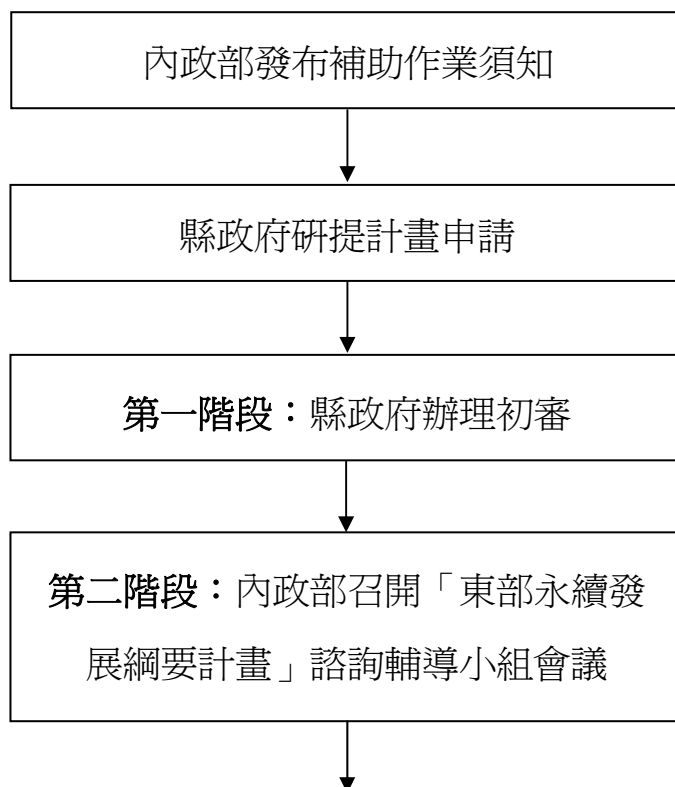 內政部發布補助作業須知
縣政府研提計畫申請
第一階段：縣政府辦理初審
第二階段：內政部召開「東部永續發
展綱要計畫」諮詢輔導小組會議